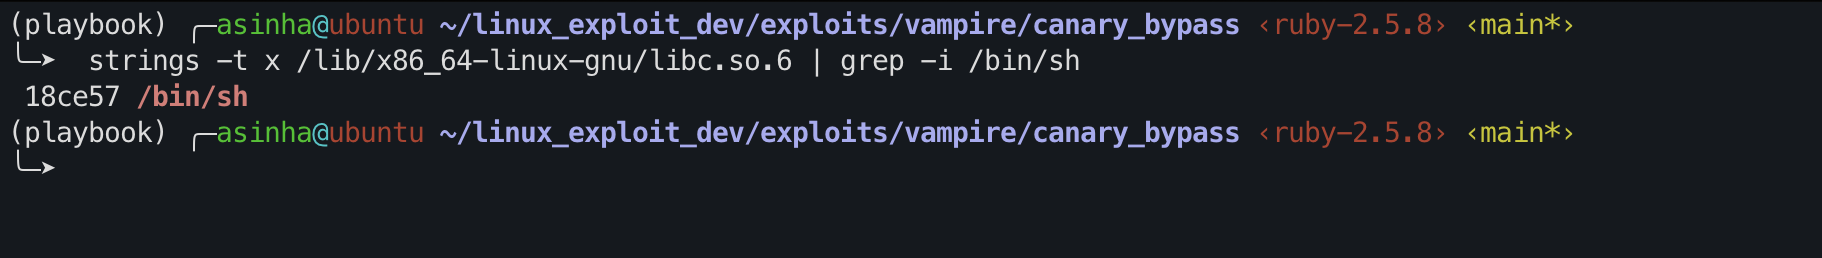 (playbook) ╭─asinha@ubuntu ~/linux_exploit_dev/exploits/vampire/canary_bypass ‹ruby-2.5.8› ‹main*›
╰─➤  strings -t x /lib/x86_64-linux-gnu/libc.so.6 | grep -i /bin/sh
 18ce57 /bin/sh
(playbook) ╭─asinha@ubuntu ~/linux_exploit_dev/exploits/vampire/canary_bypass ‹ruby-2.5.8› ‹main*›
╰─➤